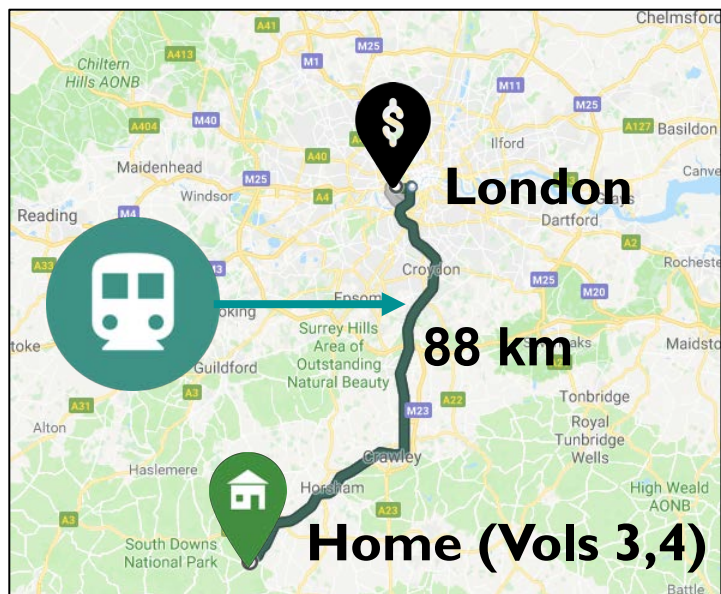 Chelmsford
A41
M25
A413
M1
Chiltern
Hills AONB
M11
M25
A404
M40
A127
Basildon
$
Ilford
A40
Maidenhead
M25
Windsor
A4
London
Canve
Grays
Reading
M4
Dartford
A2
A33
M3
Croydon
Rocheste
M25
M20
oking
Epsom
Surrey Hills
Area of
Outstanding
Natural Beauty
88 km
toke
Guildford
Maidsto
A3
A22
A31
M23
Tonbridge
Alton
Royal
Tunbridge
Wells
Crawley
Haslemere
Horsham
High Weald
AONB
A3
A23
South Downs
National Park
Home (Vols 3,4)